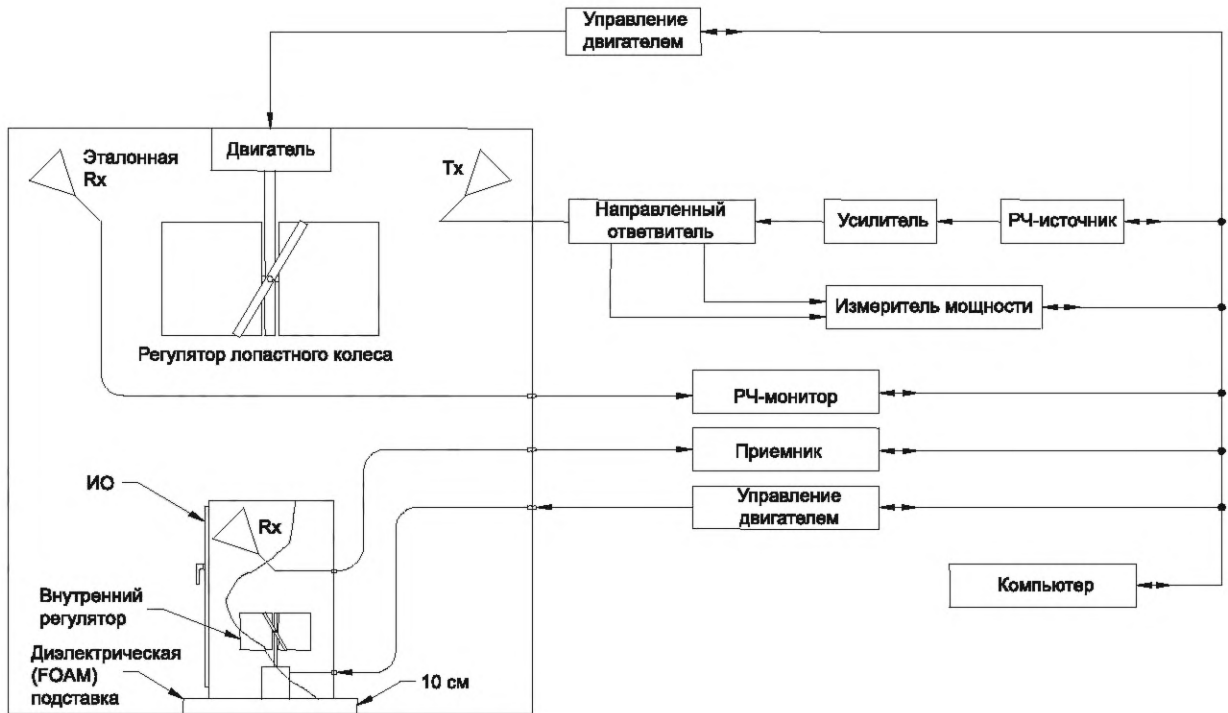 Управление
двигателем
Эталонная
Rx
Двигатель
Tx
Направленный
ответвитель
Усилитель
РЧ-источник
Измеритель мощности
Регулятор лопастного колеса
РЧ-монитор
Приемник
ИО
Rx
Управление
двигателем
Внутренний
регулятор
Компьютер
Диэлектрическая
(FOAM)
подставка
10 см